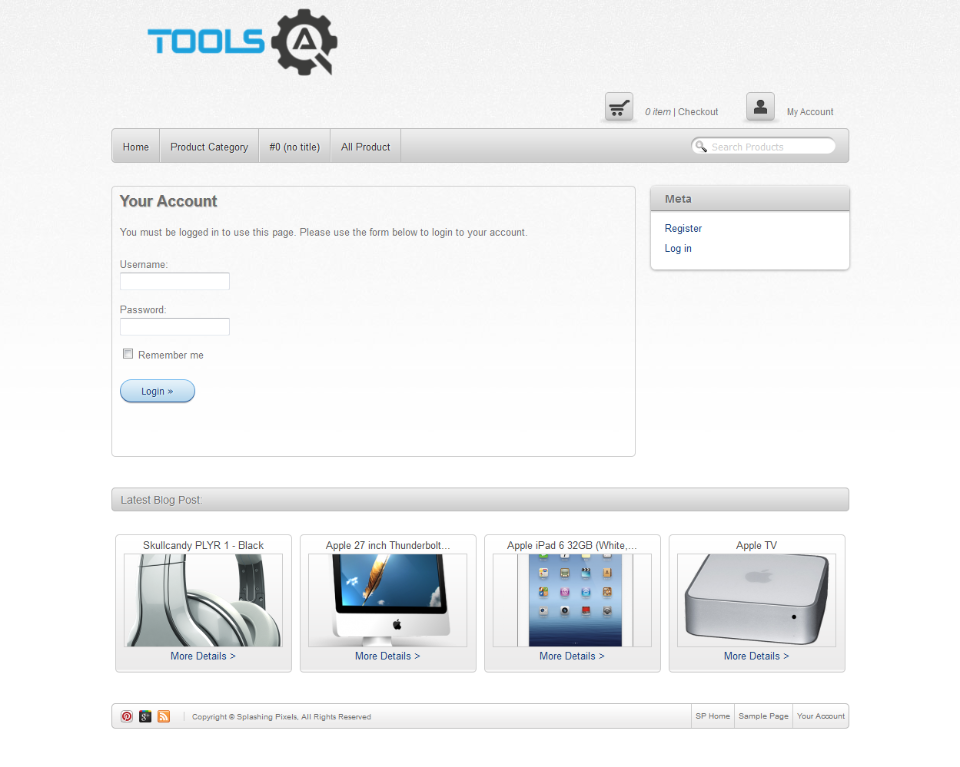 TOOLS QA
0 item | Checkout
My Account
Home
Product Category
#0 (no title)
All Product
Search Products
Your Account
You must be logged in to use this page. Please use the form below to login to your account.
Username:
Password:
Remember me
Login »
Meta
Register
Log in
Latest Blog Post:
Skullcandy PLYR 1 - Black
Apple 27 inch Thunderbolt...
Apple iPad 6 32GB (White,...
Apple TV
More Details >
More Details >
More Details >
More Details >
Copyright © Splashing Pixels, All Rights Reserved
SP Home
Sample Page
Your Account